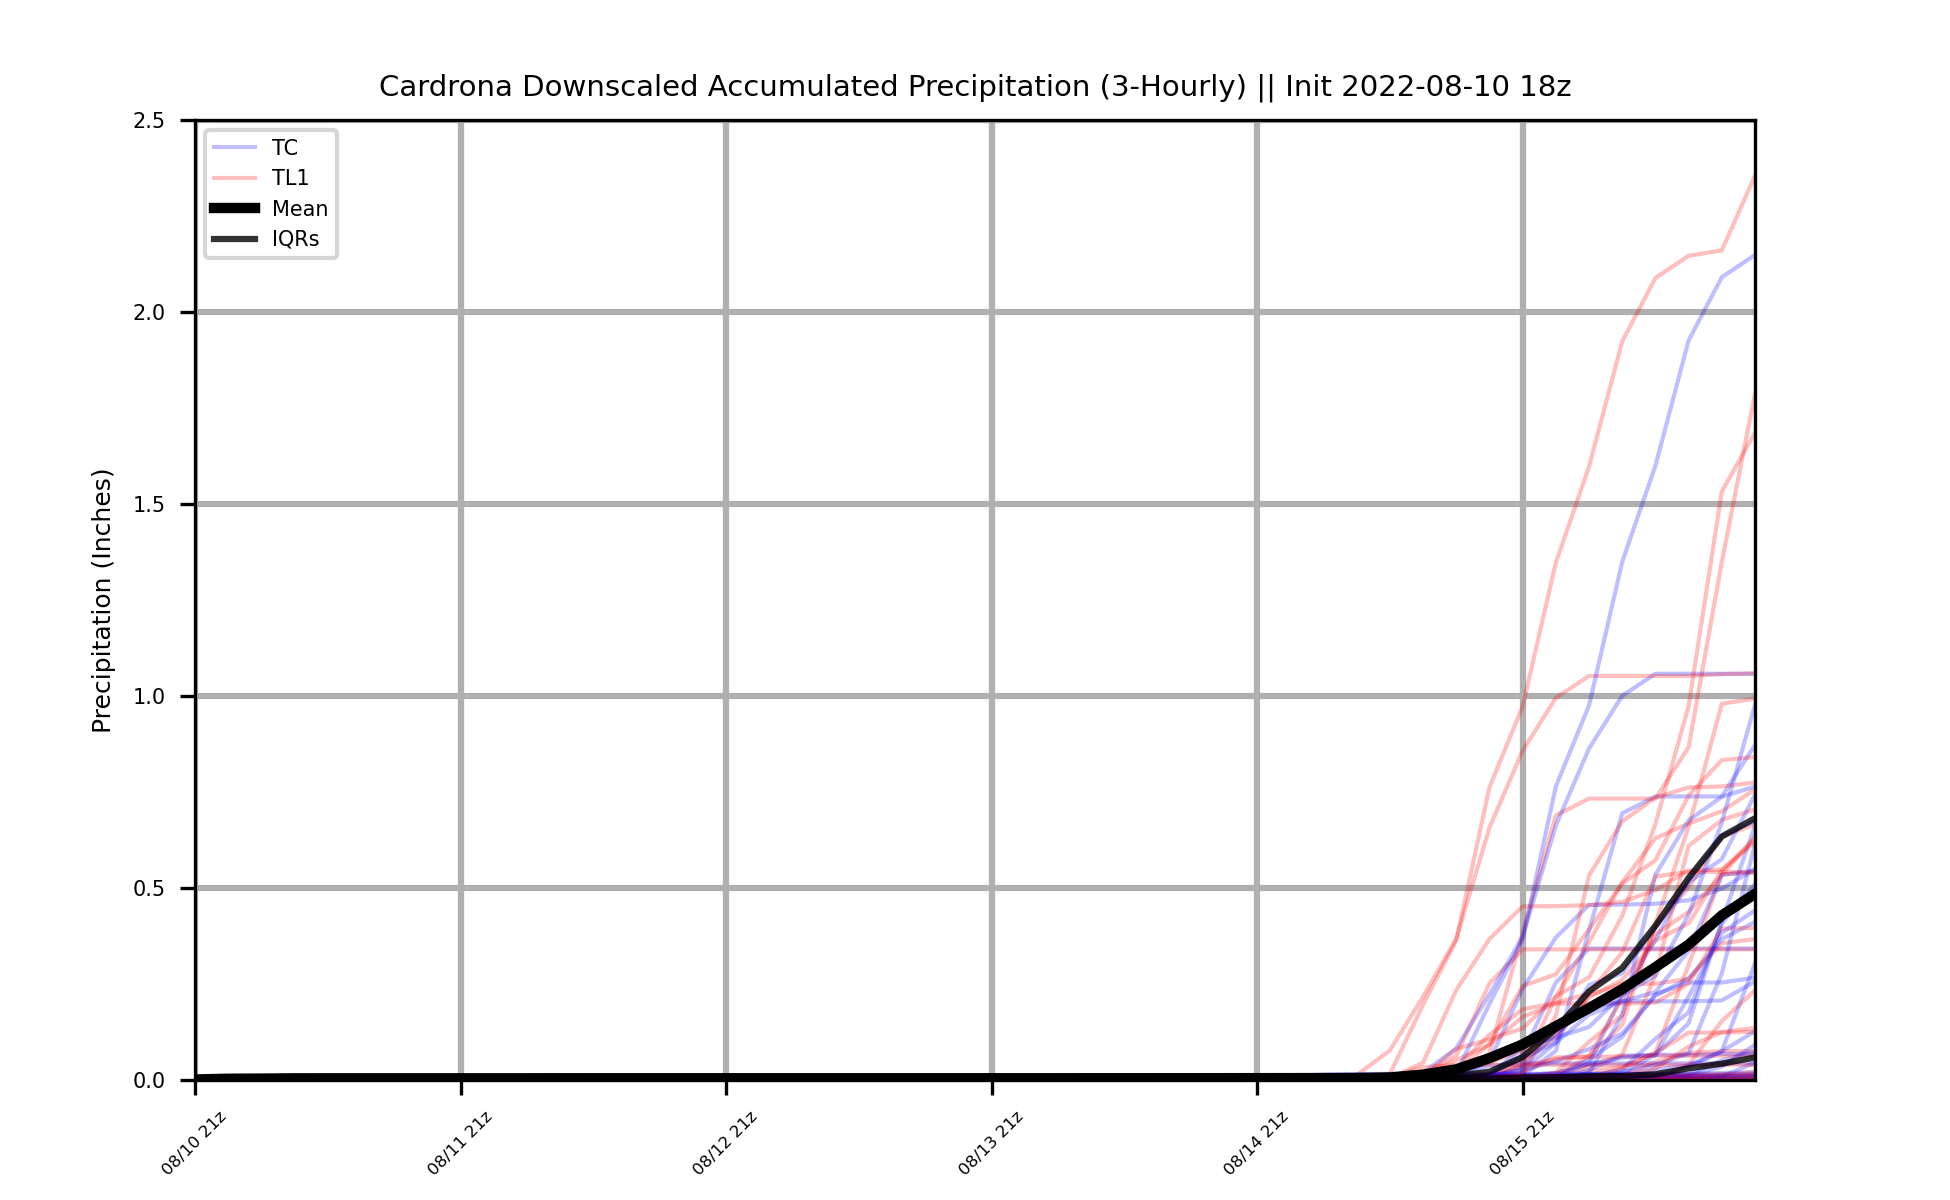 Cardrona Downscaled Accumulated Precipitation (3-Hourly) || Init 2022-08-10 18z
TC
TL1
Mean
IQRs
Precipitation (Inches)
2.5
2.0
1.5
1.0
0.5
0.0
08/10 21z
08/11 21z
08/12 21z
08/13 21z
08/14 21z
08/15 21z